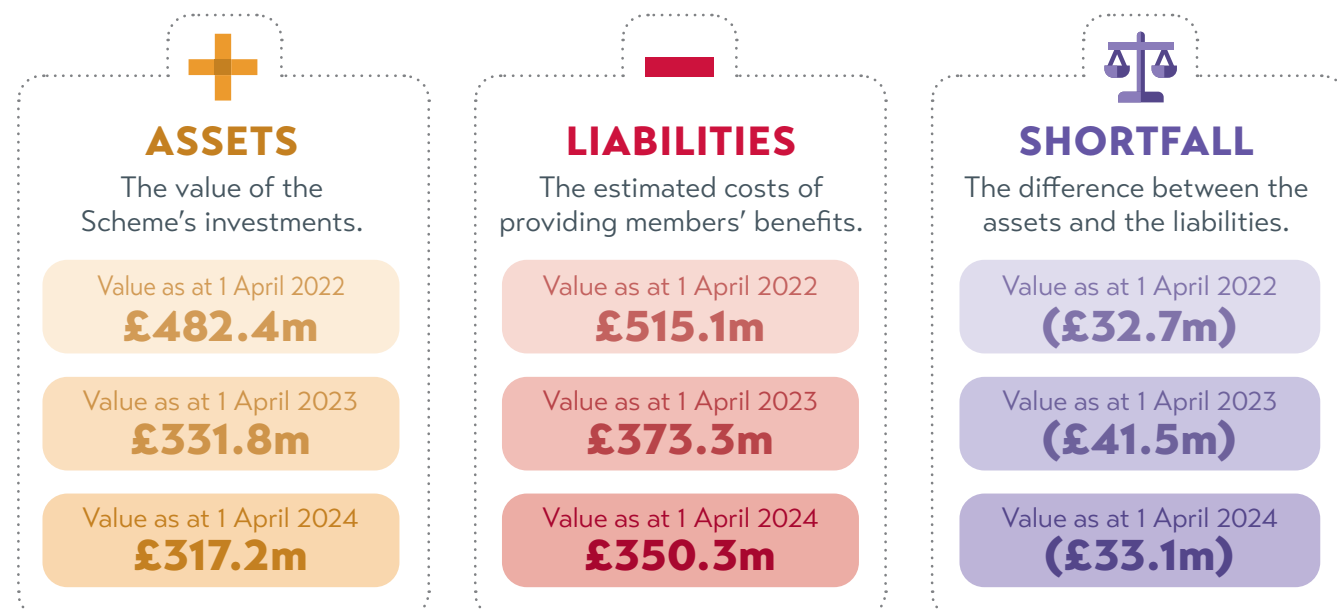 ASSETS
The value of the
Scheme's investments.
Value as at 1 April 2022
£482.4m
Value as at 1 April 2023
£331.8m
Value as at 1 April 2024
£317.2m
LIABILITIES
The estimated costs of
providing members' benefits.
Value as at 1 April 2022
£515.1m
Value as at 1 April 2023
£373.3m
Value as at 1 April 2024
£350.3m
SHORTFALL
The difference between the
assets and the liabilities.
Value as at 1 April 2022
(£32.7m)
Value as at 1 April 2023
(£41.5m)
Value as at 1 April 2024
(£33.1m)